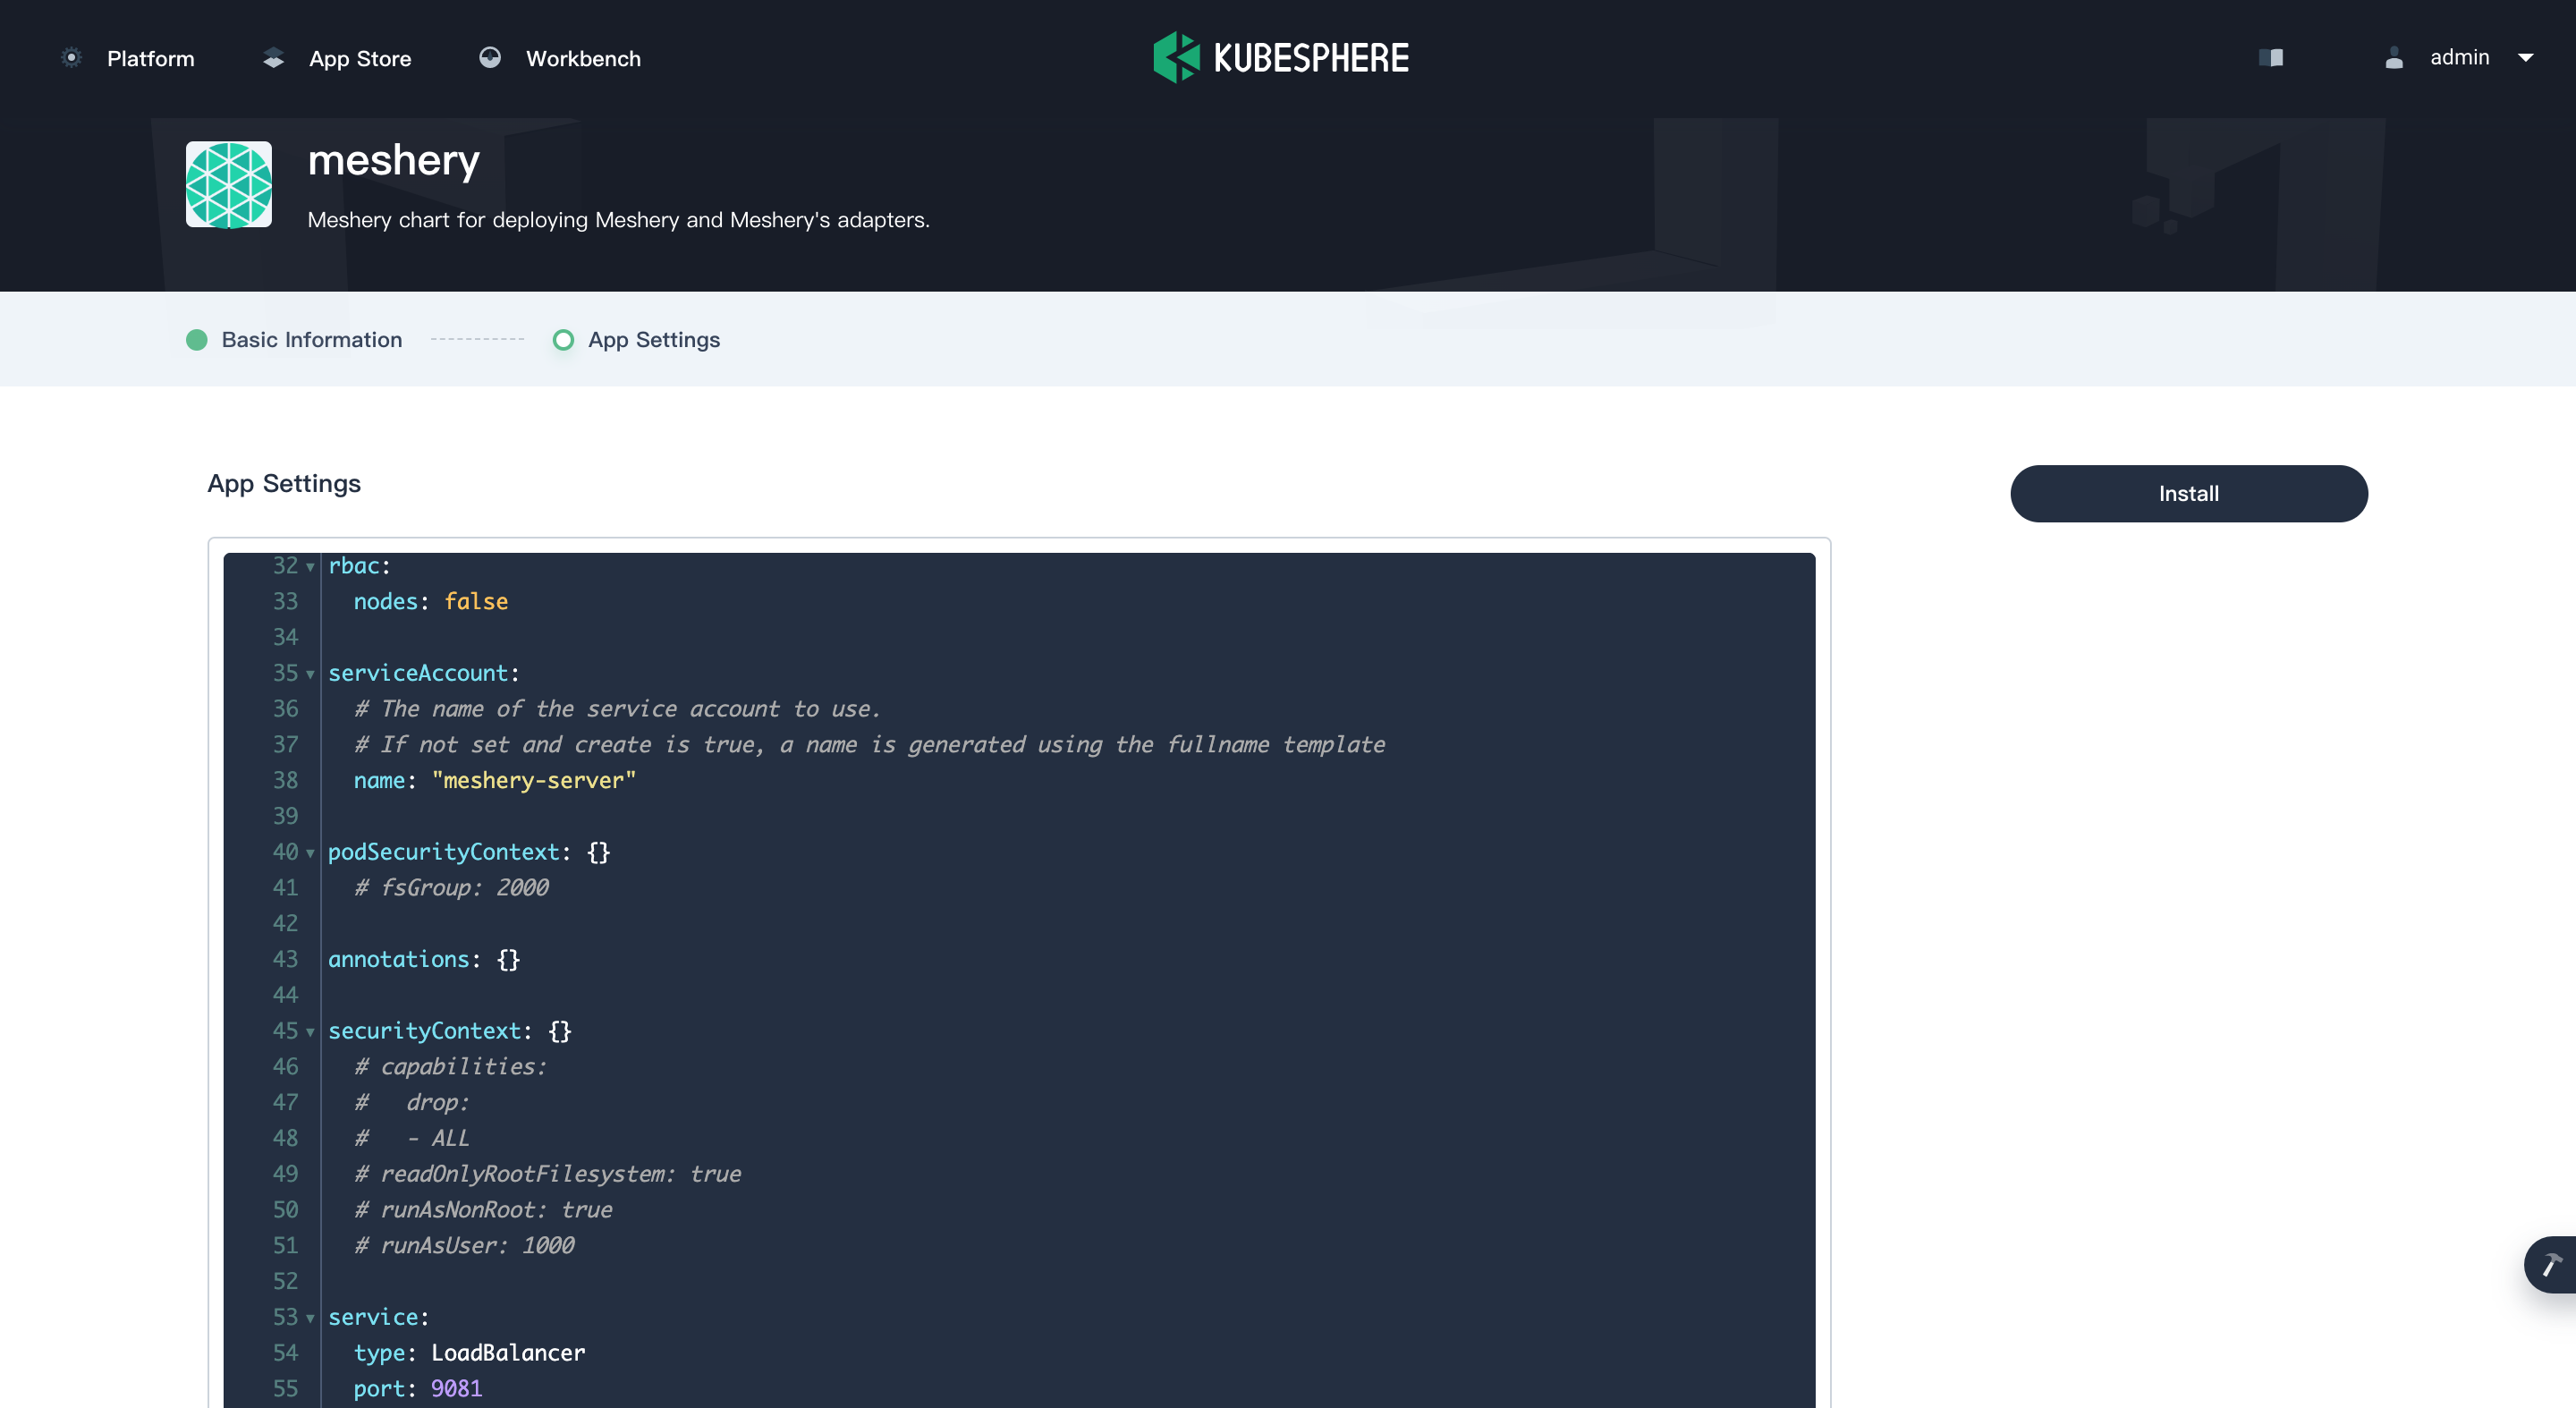 Platform
App Store
Workbench
KUBESPHERE
admin
meshery
Meshery chart for deploying Meshery and Meshery's adapters.
Basic Information
App Settings
App Settings
Install
32 rbac:
33   nodes: false
34
35 serviceAccount:
36   # The name of the service account to use.
37   # If not set and create is true, a name is generated using the fullname template
38   name: "meshery-server"
39
40 podSecurityContext: {}
41   # fsGroup: 2000
42
43 annotations: {}
44
45 securityContext: {}
46   # capabilities:
47   #   drop:
48   #   - ALL
49   # readOnlyRootFilesystem: true
50   # runAsNonRoot: true
51   # runAsUser: 1000
52
53 service:
54   type: LoadBalancer
55   port: 9081